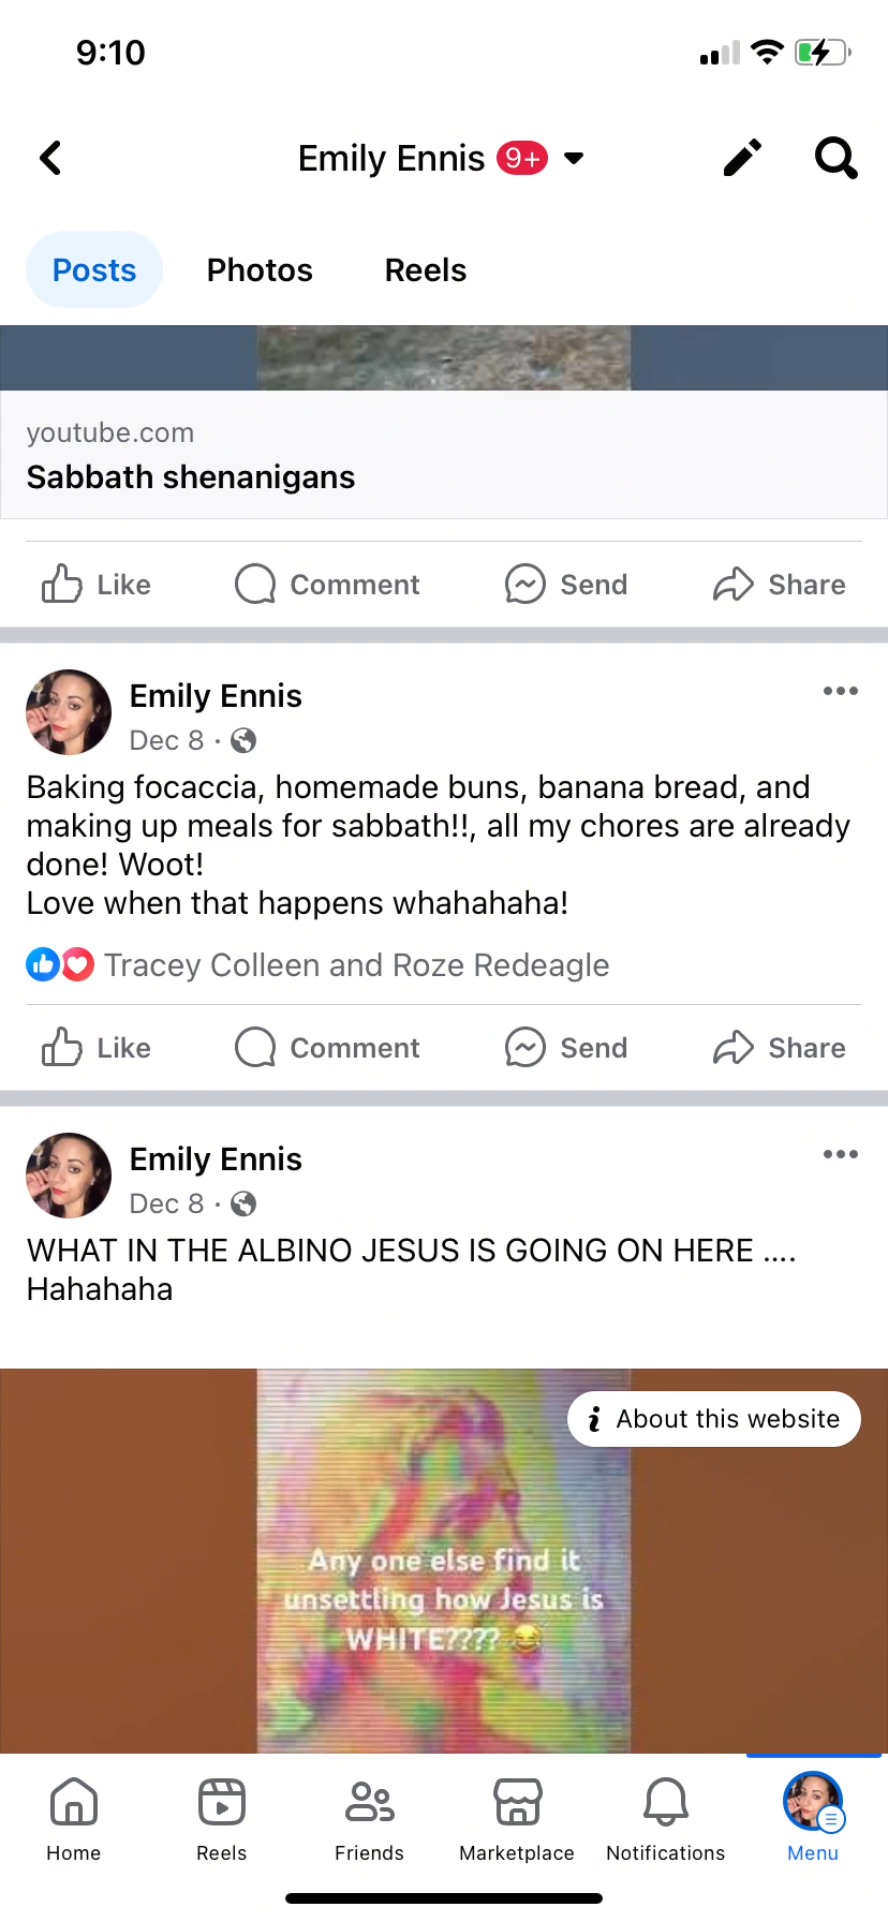 9:10
Emily Ennis 9+
Posts Photos Reels
youtube.com
Sabbath shenanigans
Like Comment Send Share
Emily Ennis
Dec 8 ·
Baking focaccia, homemade buns, banana bread, and
making up meals for sabbath!!, all my chores are already
done! Woot!
Love when that happens whahahaha!
Tracey Colleen and Roze Redeagle
Like Comment Send Share
Emily Ennis
Dec 8 ·
WHAT IN THE ALBINO JESUS IS GOING ON HERE ....
Hahahaha
i About this website
Any one else find it
unsettling how Jesus is
WHITE???? 😂
Home Reels Friends Marketplace Notifications Menu